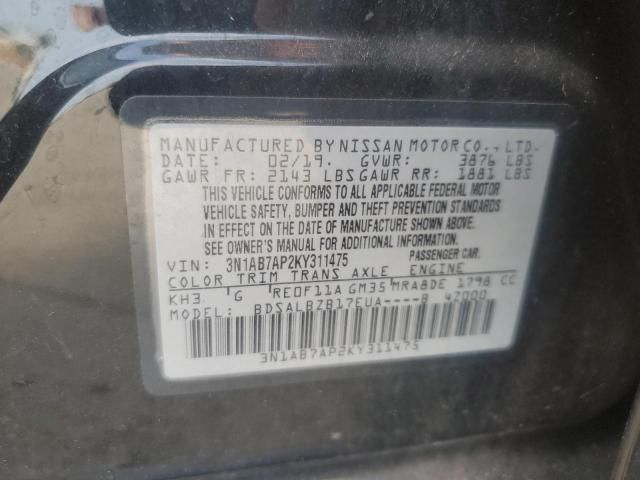 MANUFACTURED BY NISSAN MOTOR CO., LTD.
DATE: 02/19. GVWR: 3876 LBS
GAWR FR: 2143 LBS GAWR RR: 1881 LBS
THIS VEHICLE CONFORMS TO ALL APPLICABLE FEDERAL MOTOR
VEHICLE SAFETY, BUMPER AND THEFT PREVENTION STANDARDS
IN EFFECT ON THE DATE OF MANUFACTURE SHOWN ABOVE.
SEE OWNER'S MANUAL FOR ADDITIONAL INFORMATION.
VIN: 3N1AB7AP2KY311475 PASSENGER CAR.
COLOR TRIM TRANS AXLE ENGINE
KH3 G RE0F11A GM35 MRA8DE 1798 CC
MODEL: BDSALBZB17EUA----B 47000
3N1AB7AP2KY311475